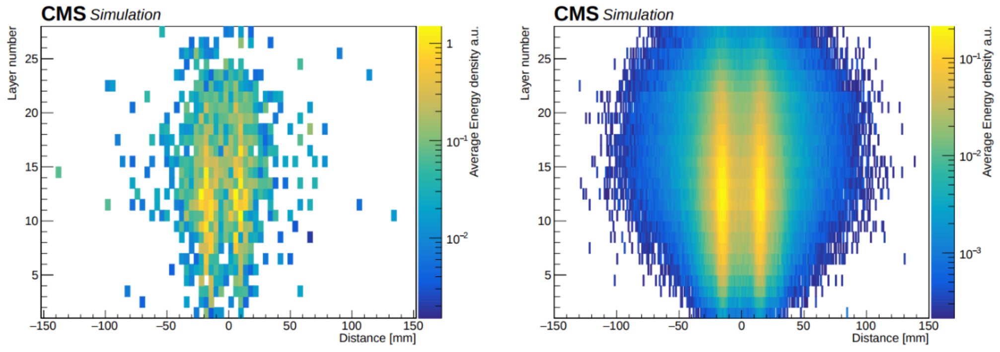 CMS Simulation
Layer number
25
20
15
10
5
−150 −100 −50 0 50 100 150
Distance [mm]
1
10−1
10−2
Average Energy density a.u.
CMS Simulation
Layer number
25
20
15
10
5
−150 −100 −50 0 50 100 150
Distance [mm]
10−1
10−2
10−3
Average Energy density a.u.